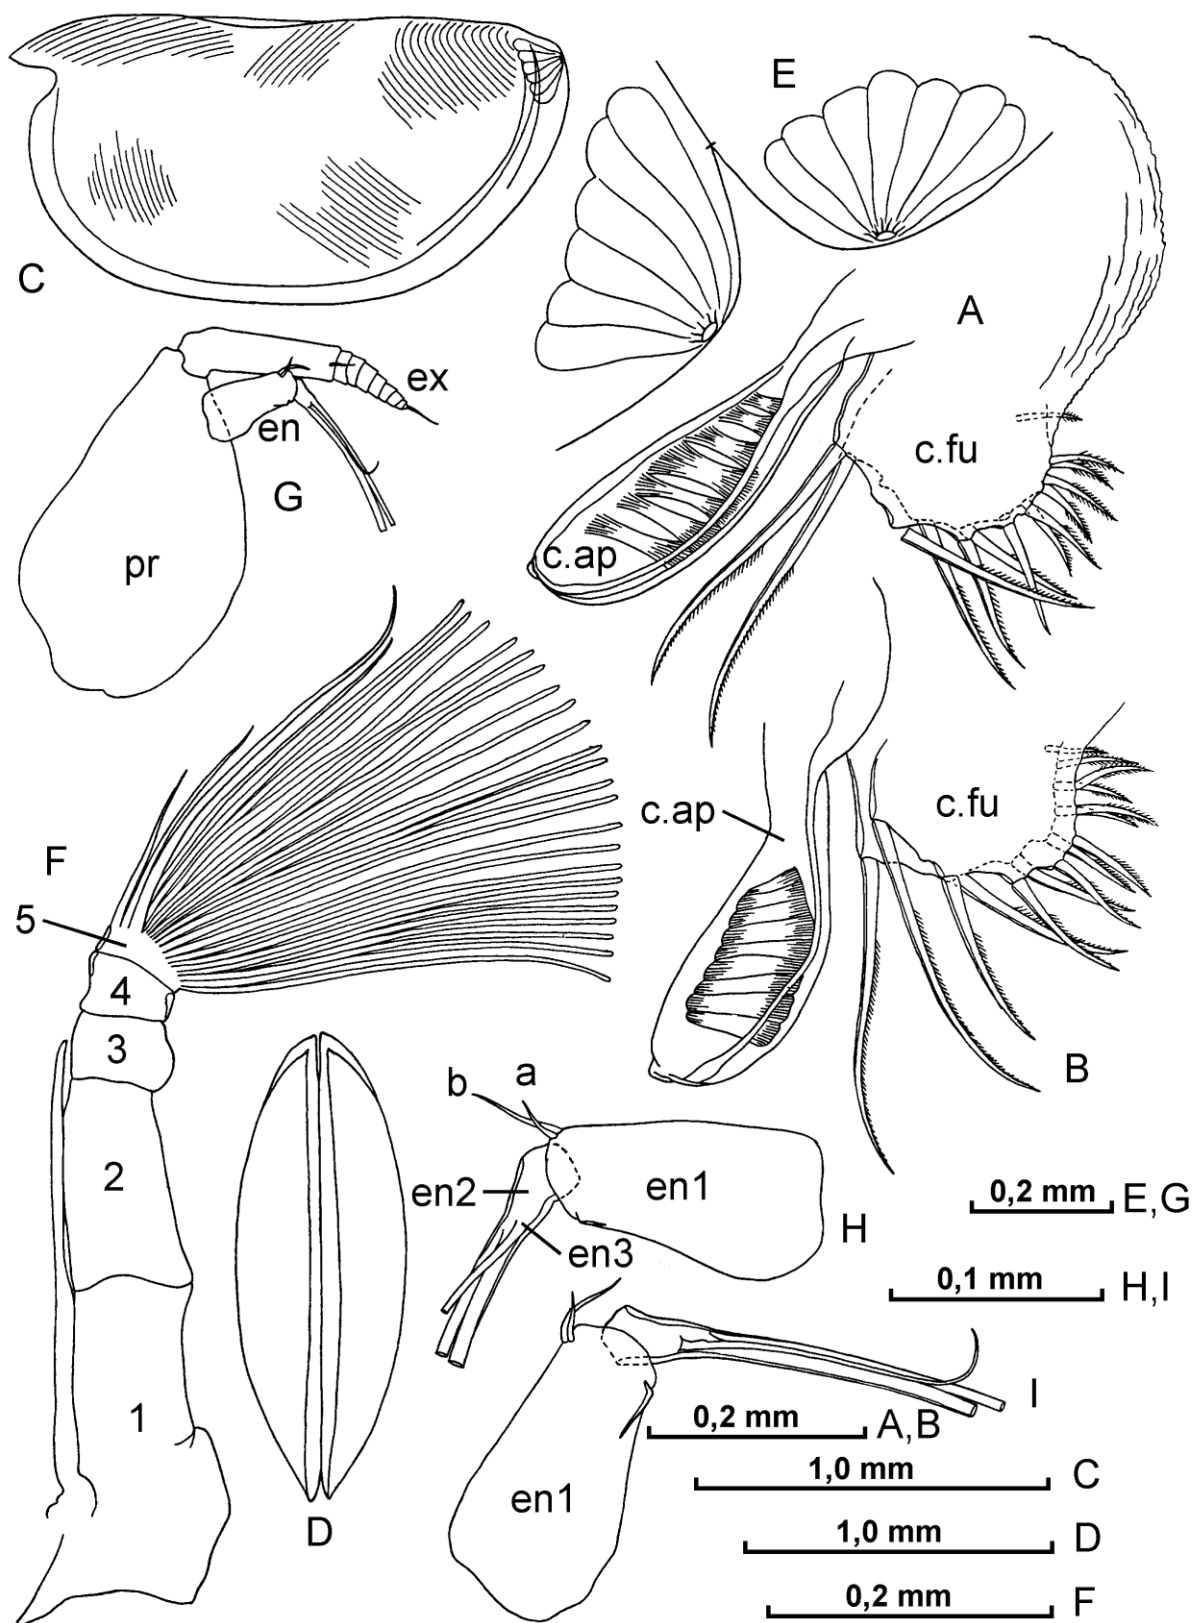 E
C
A
ex
en
c.fu
G
pr
c.ap
c.fu
c.ap
F
5
4
3
B
a
b
2
en1
en2
0,2 mm E,G
H
en3
0,1 mm H,I
I
1
0,2 mm A,B
1,0 mm C
en1
D
1,0 mm D
0,2 mm F